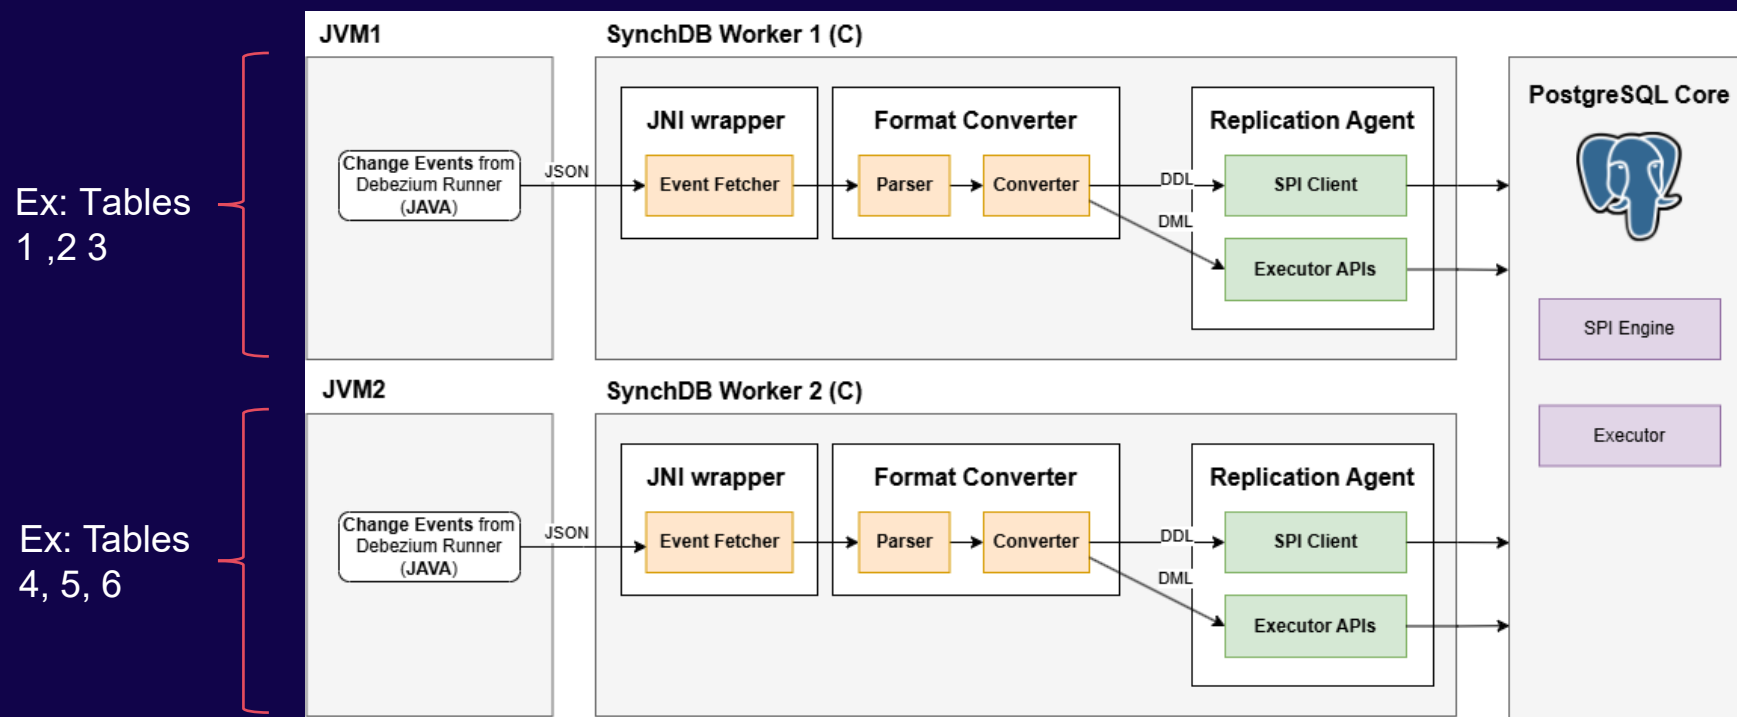 JVM1
SynchDB Worker 1 (C)
PostgreSQL Core
JNI wrapper
Format Converter
Replication Agent
Change Events from
Debezium Runner
(JAVA)
JSON
Event Fetcher
Parser
Converter
DDL
SPI Client
DML
Executor APIs
Ex: Tables
1 ,2 3
SPI Engine
Executor
JVM2
SynchDB Worker 2 (C)
JNI wrapper
Format Converter
Replication Agent
Change Events from
Debezium Runner
(JAVA)
JSON
Event Fetcher
Parser
Converter
DDL
SPI Client
DML
Executor APIs
Ex: Tables
4, 5, 6